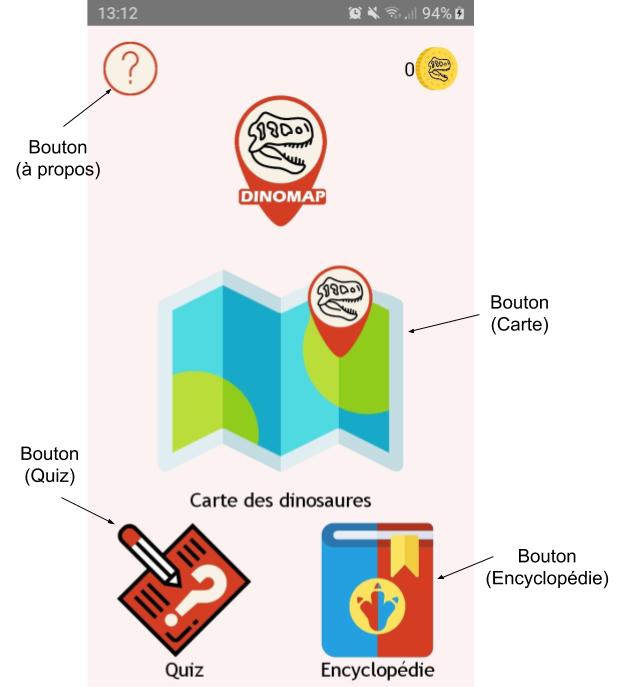 13:12
94%
0
Bouton
(à propos)
DINOMAP
Bouton
(Carte)
Bouton
(Quiz)
Carte des dinosaures
Bouton
(Encyclopédie)
Quiz
Encyclopédie